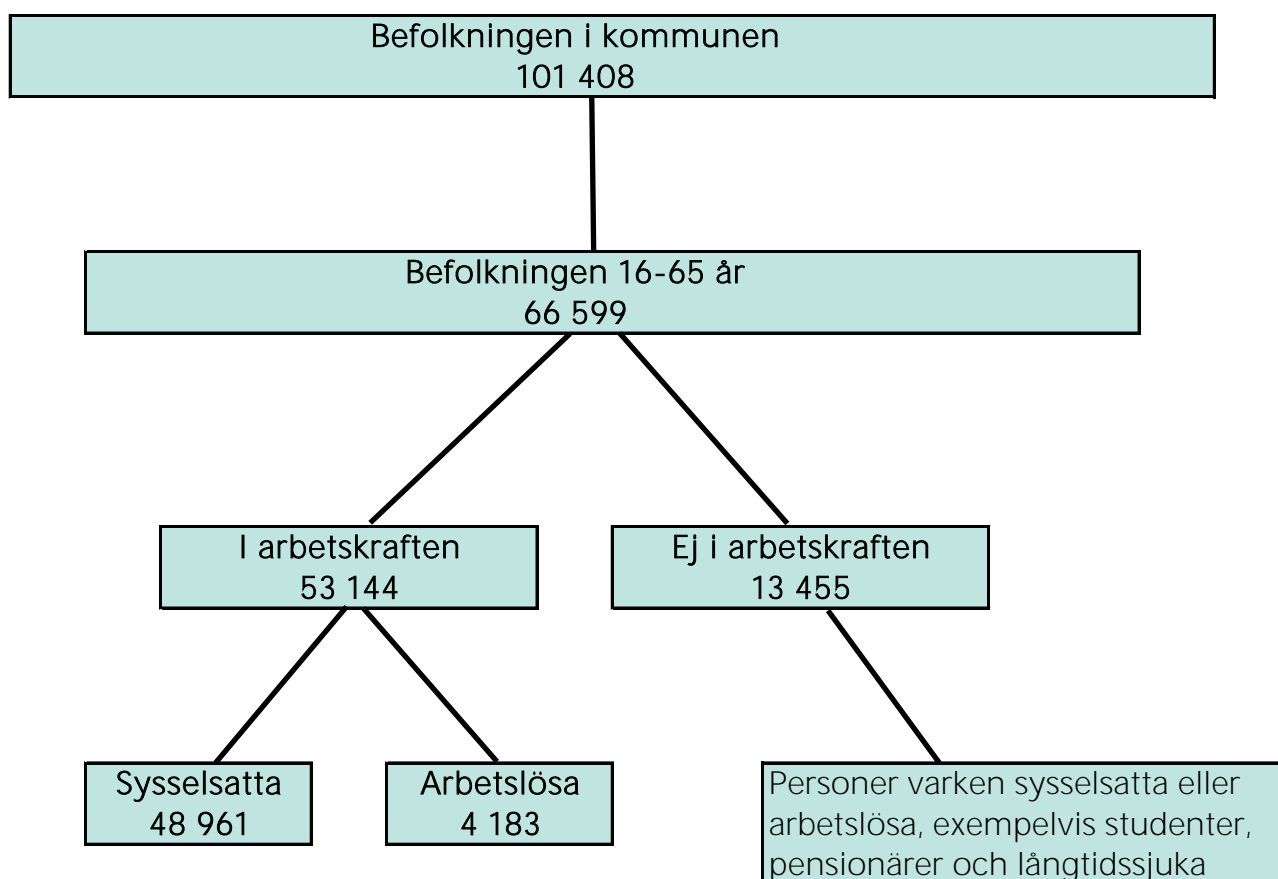 Befolkningen i kommunen
101 408
Befolkningen 16-65 år
66 599
I arbetskraften
53 144
Ej i arbetskraften
13 455
Sysselsatta
48 961
Arbetslösa
4 183
Personer varken sysselsatta eller
arbetslösa, exempelvis studenter,
pensionärer och långtidssjuka